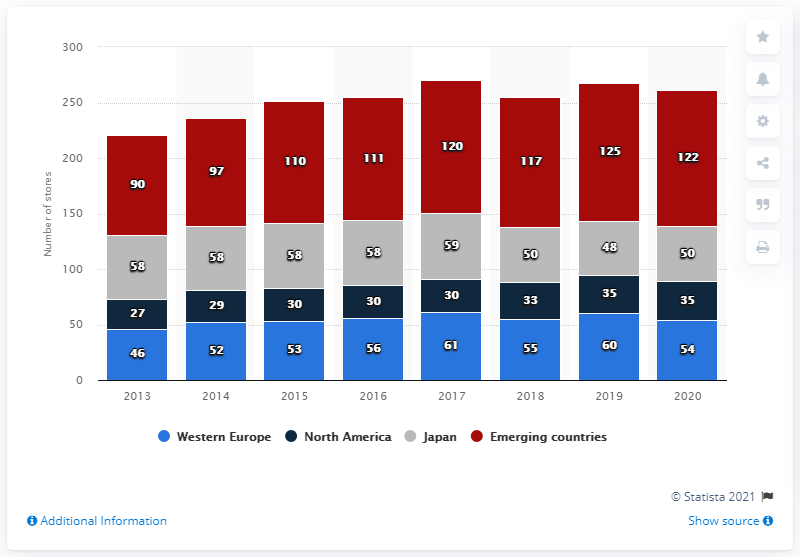 300
250
200
150
100
50
0
Number of stores
90 97 110 111 120 117 125 122
58 58 58 58 59 50 48 50
27 29 30 30 30 33 35 35
46 52 53 56 61 55 60 54
2013 2014 2015 2016 2017 2018 2019 2020
Western Europe North America Japan Emerging countries
© Statista 2021
Additional Information Show source